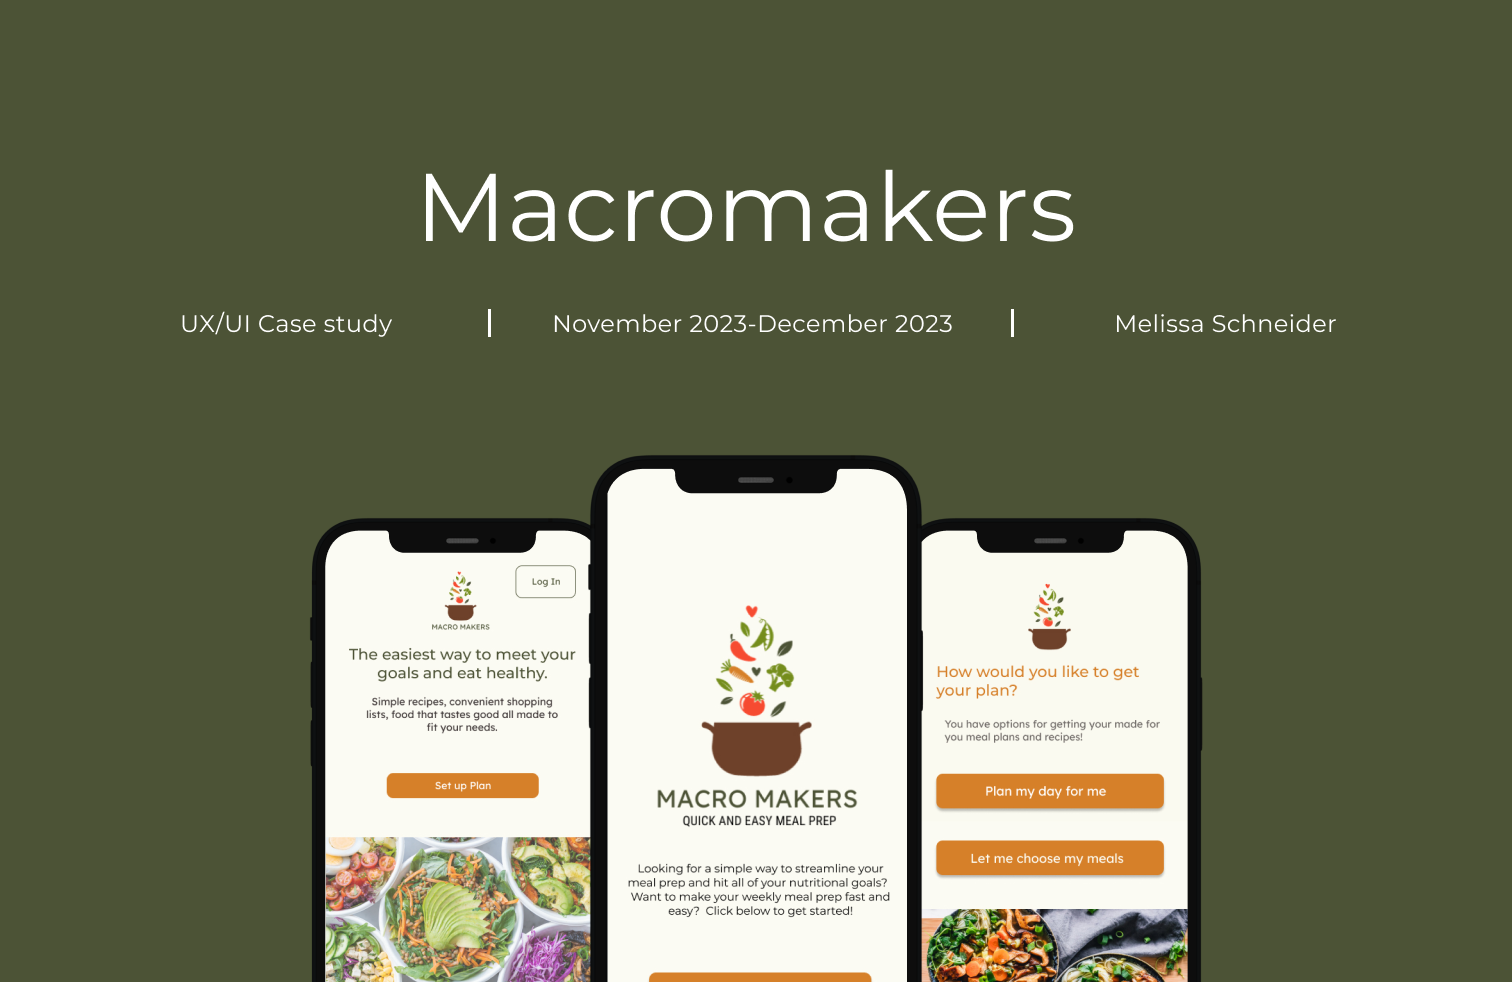 Macromakers
UX/UI Case study
November 2023-December 2023
Melissa Schneider
Log In
MACRO MAKERS
The easiest way to meet your
goals and eat healthy.
Simple recipes, convenient shopping
lists, food that tastes good all made to
fit your needs.
Set up Plan
MACRO MAKERS
QUICK AND EASY MEAL PREP
Looking for a simple way to streamline your
meal prep and hit all of your nutritional goals?
Want to make your weekly meal prep fast and
easy? Click below to get started!
How would you like to get
your plan?
You have options for getting your made for
you meal plans and recipes!
Plan my day for me
Let me choose my meals